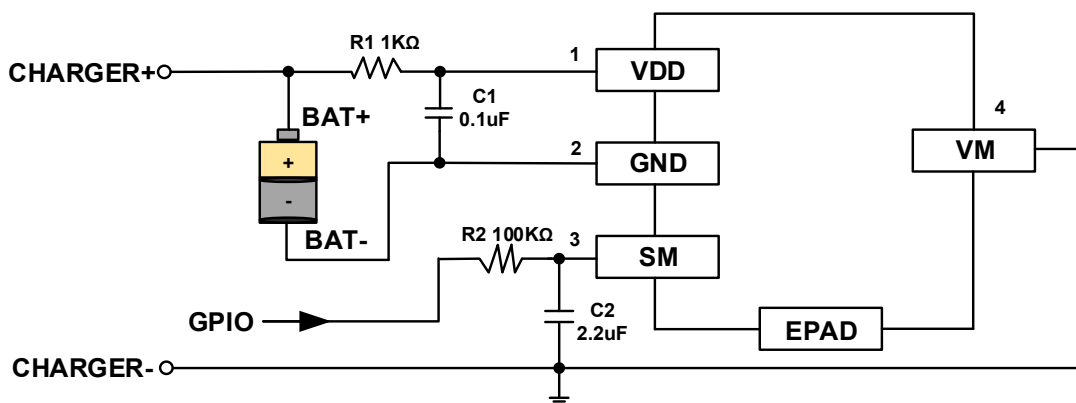 R1 1KΩ
1
VDD
CHARGER+
C1
0.1uF
4
BAT+
VM
2
GND
+
-
BAT-
R2 100KΩ
3
SM
GPIO
C2
2.2uF
EPAD
CHARGER-